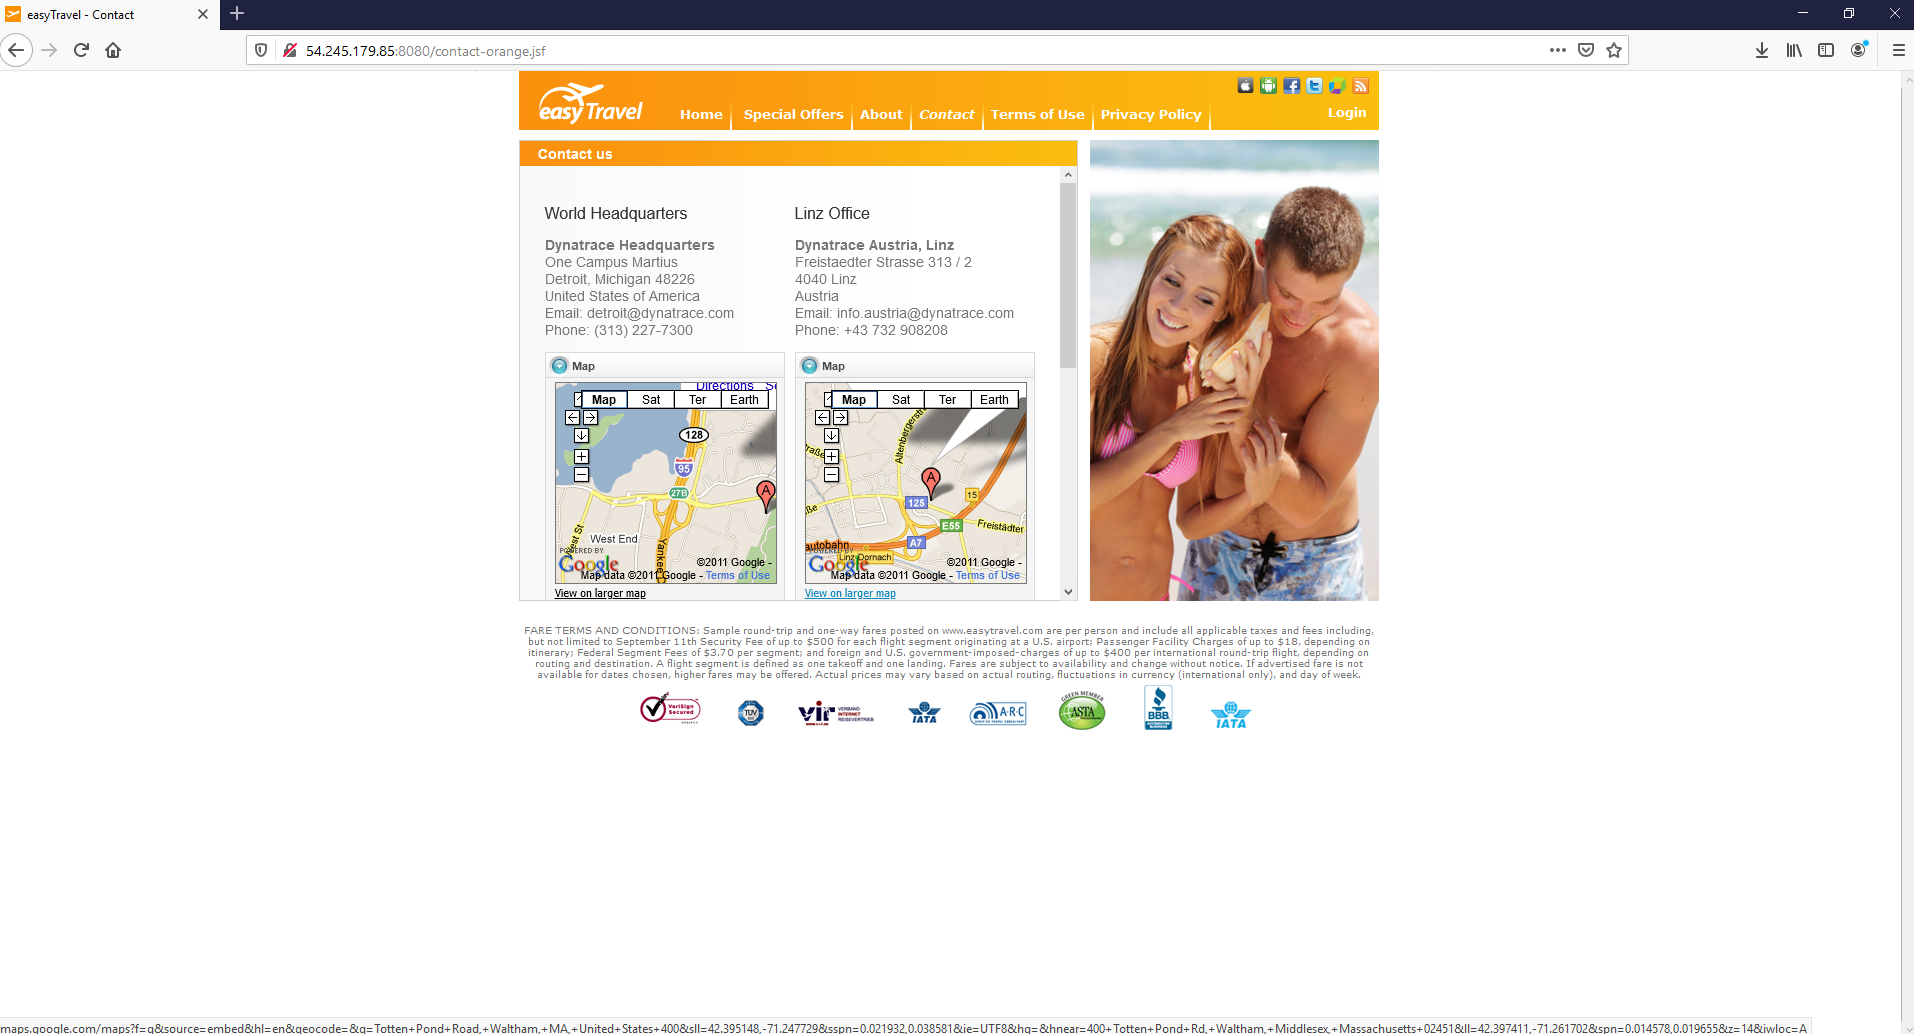 easyTravel - Contact
54.245.179.85:8080/contact-orange.jsf
easyTravel
Home
Special Offers
About
Contact
Terms of Use
Privacy Policy
Login
Contact us
World Headquarters
Dynatrace Headquarters
One Campus Martius
Detroit, Michigan 48226
United States of America
Email: detroit@dynatrace.com
Phone: (313) 227-7300
Linz Office
Dynatrace Austria, Linz
Freistaedter Strasse 313 / 2
4040 Linz
Austria
Email: info.austria@dynatrace.com
Phone: +43 732 908208
Map
Directions
Map Sat Ter Earth
128
95
27B
A
West St
West End
Yankee D
POWERED BY
Google
©2011 Google -
Map data ©2011 Google - Terms of Use
View on larger map
Map
Map Sat Ter Earth
Altenbergerstr
raße
A
125
15
ße
E55
Freistädter
A7
autobahn
Linz-Dornach
POWERED BY
Google
©2011 Google -
Map data ©2011 Google - Terms of Use
View on larger map
FARE TERMS AND CONDITIONS: Sample round-trip and one-way fares posted on www.easytravel.com are per person and include all applicable taxes and fees including,
but not limited to September 11th Security Fee of up to $500 for each flight segment originating at a U.S. airport; Passenger Facility Charges of up to $18, depending on
itinerary; Federal Segment Fees of $3.70 per segment; and foreign and U.S. government-imposed-charges of up to $400 per international round-trip flight, depending on
routing and destination. A flight segment is defined as one takeoff and one landing. Fares are subject to availability and change without notice. If advertised fare is not
available for dates chosen, higher fares may be offered. Actual prices may vary based on actual routing, fluctuations in currency (international only), and day of week.
VeriSign
Secured
VERIFY
TÜV
vir
VERBAND
INTERNET
REISEVERTRIEB
IATA
A·R·C
GREEN MEMBER
ASTA
BBB
ACCREDITED
BUSINESS
IATA
maps.google.com/maps?f=q&source=embed&hl=en&geocode=&q=Totten+Pond+Road,+Waltham,+MA,+United+States+400&sll=42.395148,-71.247729&sspn=0.021932,0.038581&ie=UTF8&hq=&hnear=400+Totten+Pond+Rd,+Waltham,+Middlesex,+Massachusetts+02451&ll=42.397411,-71.261702&spn=0.014578,0.019655&z=14&iwloc=A